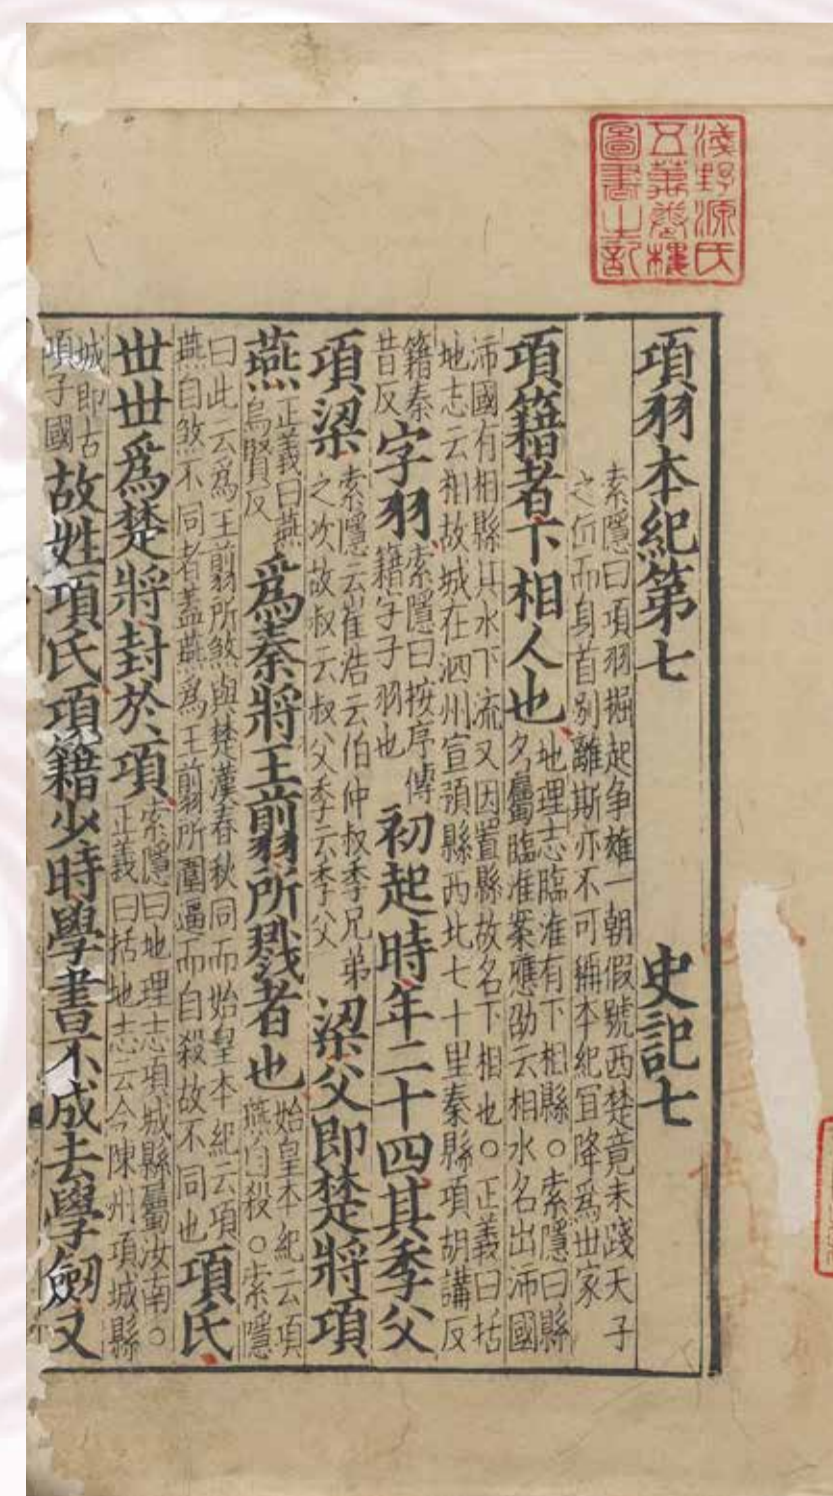 淺野源氏
五萬卷樓
圖書之記
項羽本紀第七 史記七
索隱曰項羽掘起争雄一朝假號西楚竟未踐天子
之位而身首别離斯亦不可稱本紀冝降爲丗家
項籍者下相人也
地理志臨淮有下相縣○索隱曰縣
名屬臨淮案應劭云相水名出沛國
沛國有相縣其水下流又因置縣故名下相也○正義曰括
地志云相故城在泗州宣預縣西北七十里秦縣項胡講反
籍秦
昔反
字羽
索隱曰按序傳
籍字子羽也
初起時年二十四其季父
項梁
索隱云崔浩云伯仲叔季兄弟
之次故叔云叔父季云季父
梁父即楚將項
燕
正義曰燕
烏賢反
爲秦將王翦所戮者也
始皇本紀云項
燕自殺○索隱
曰此云爲王翦所煞與楚漢春秋同而始皇本紀云項
燕自煞不同者蓋燕爲王翦所圍逼而自殺故不同也
項氏
丗丗爲楚將封於項
索隱曰地理志項城縣屬汝南○
正義曰括地志云今陳州項城縣
城即古
項子國
故姓項氏項籍少時學書不成去學劒又